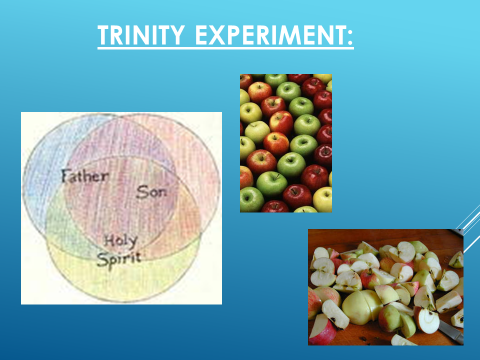 TRINITY EXPERIMENT:
Father
Son
Holy
Spirit